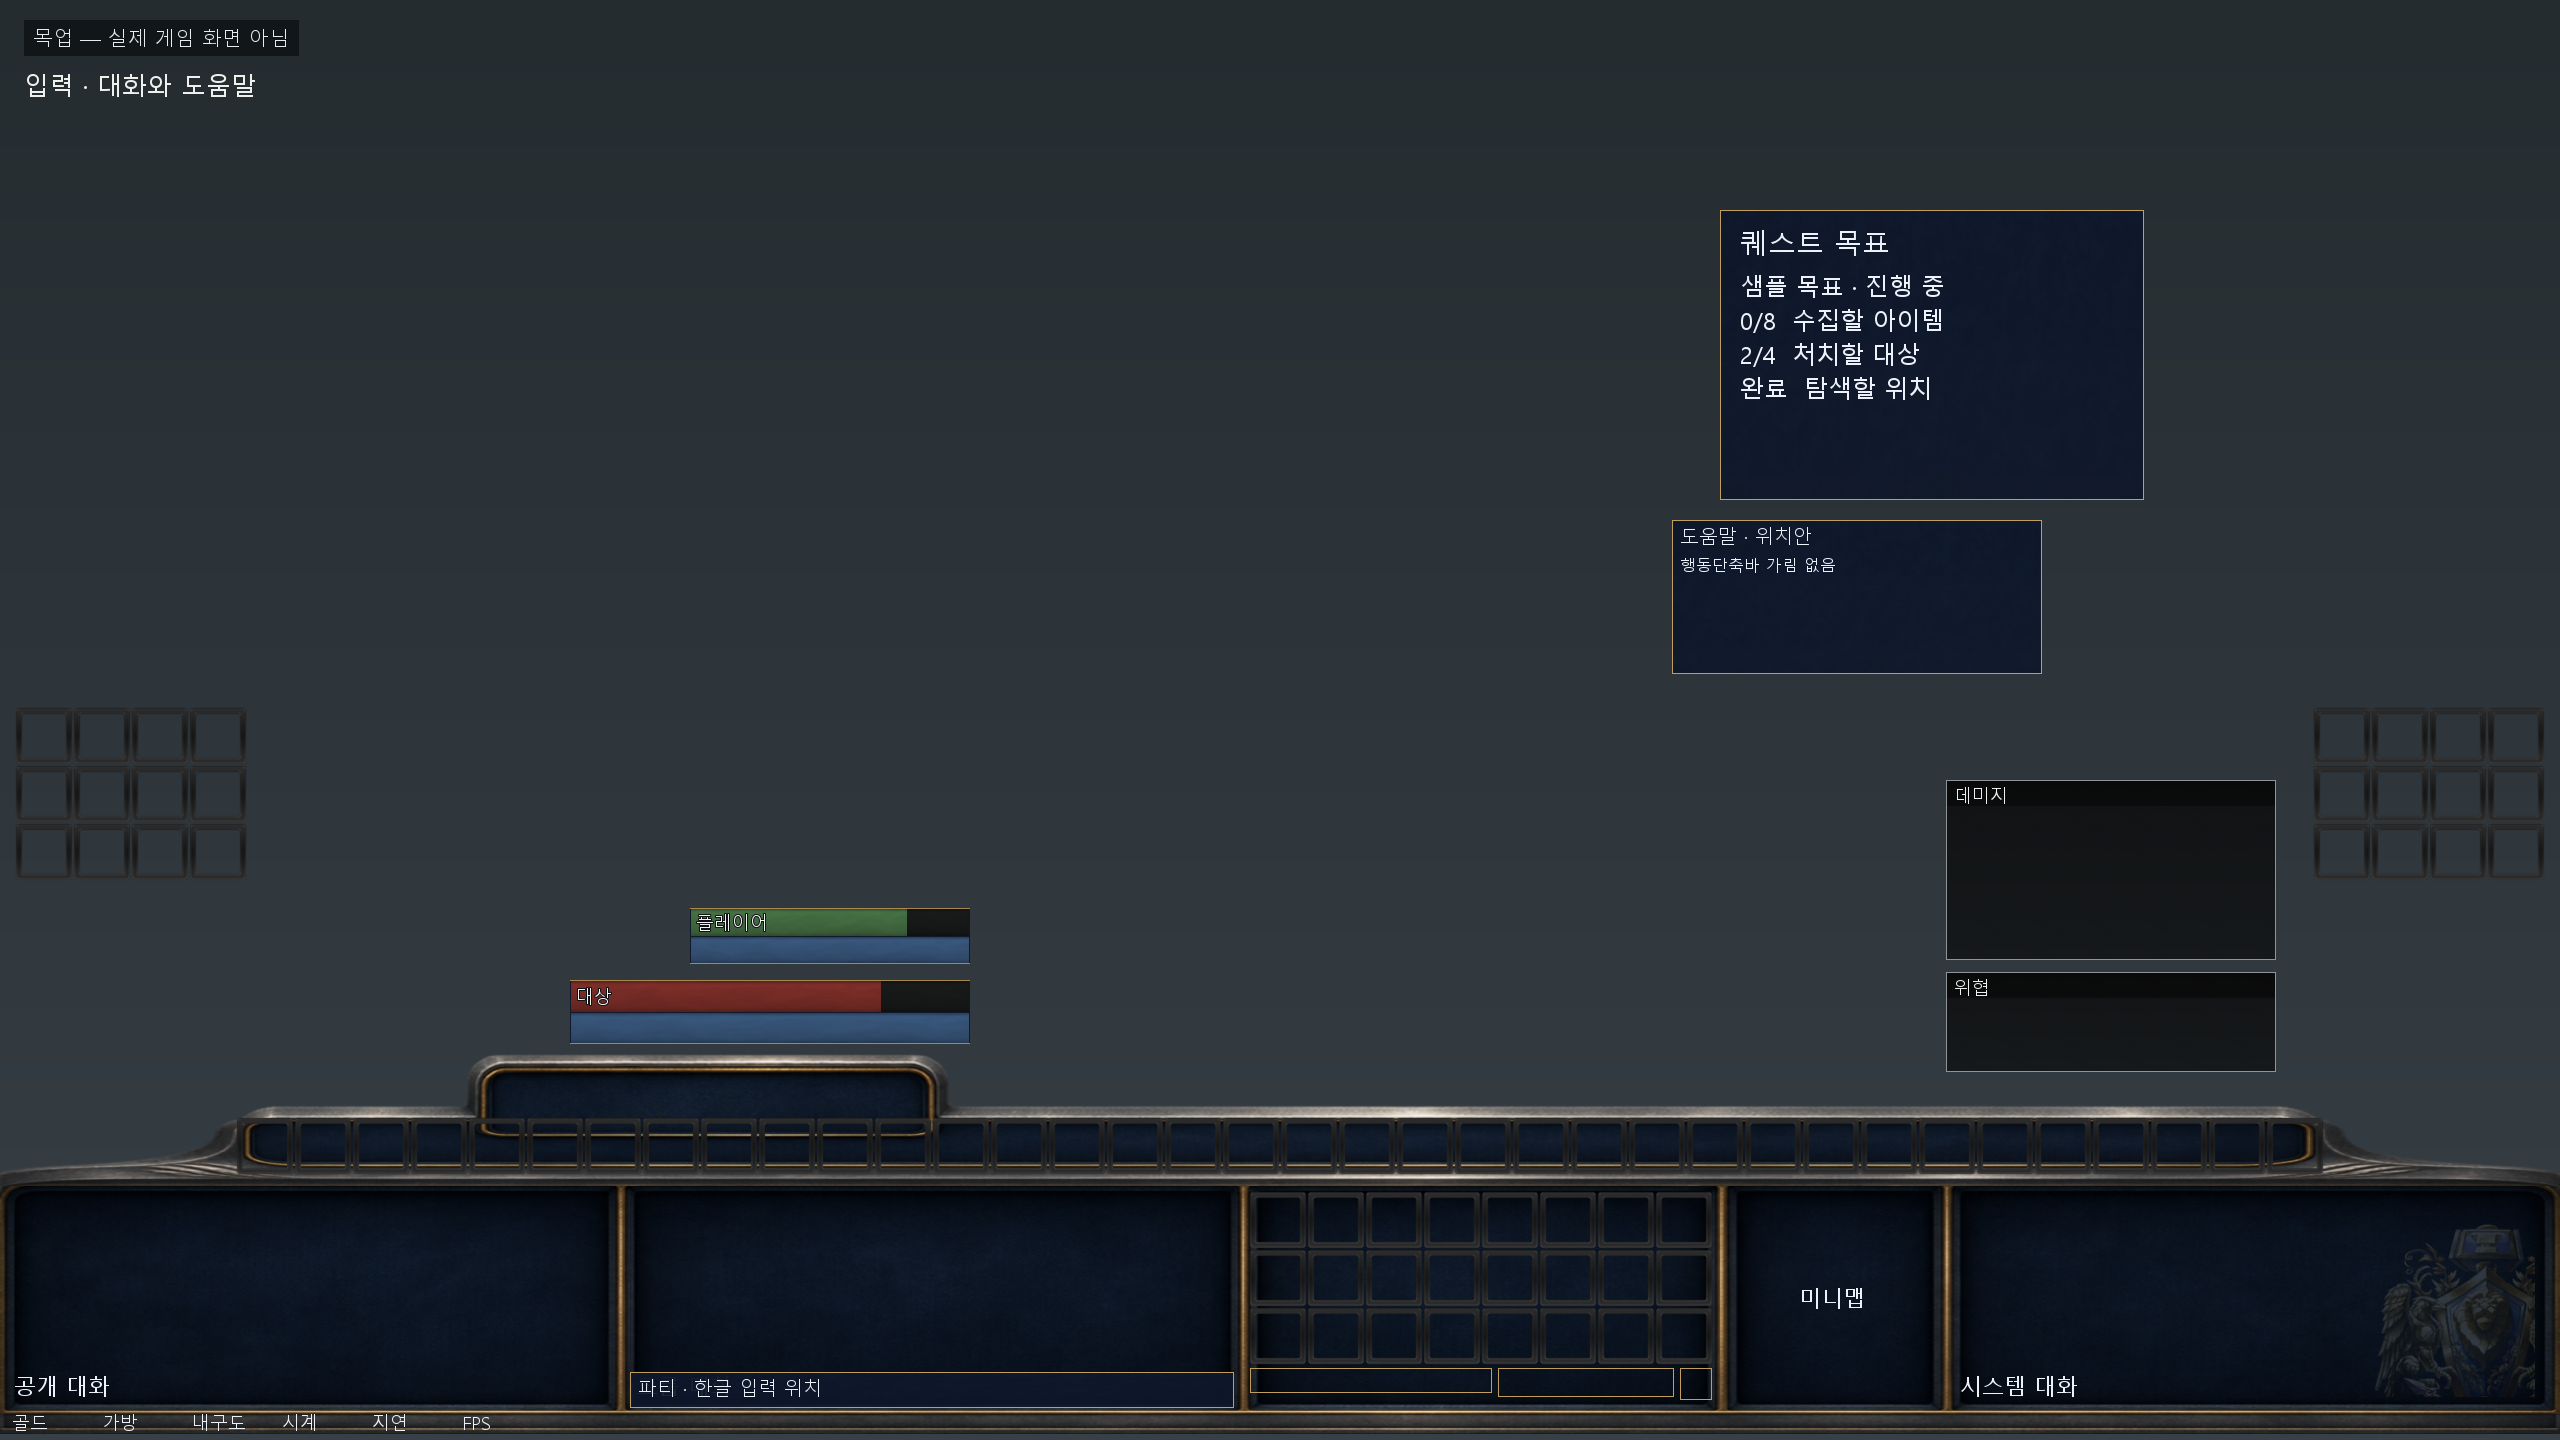 목업 — 실제 게임 화면 아님
입력 · 대화와 도움말
퀘스트 목표
샘플 목표 · 진행 중
0/8 수집할 아이템
2/4 처치할 대상
완료 탐색할 위치
도움말 · 위치안
행동단축바 가림 없음
데미지
플레이어
위협
대상
미니맵
공개 대화
파티 · 한글 입력 위치
시스템 대화
골드 가방 내구도 시계 지연 FPS